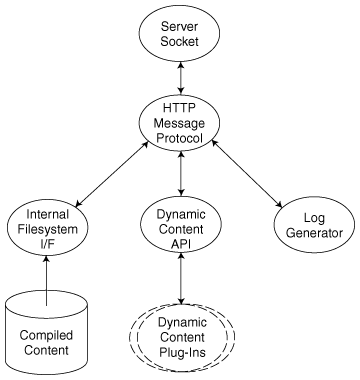 Server
Socket
HTTP
Message
Protocol
Internal
Filesystem
I/F
Dynamic
Content
API
Log
Generator
Compiled
Content
Dynamic
Content
Plug-Ins